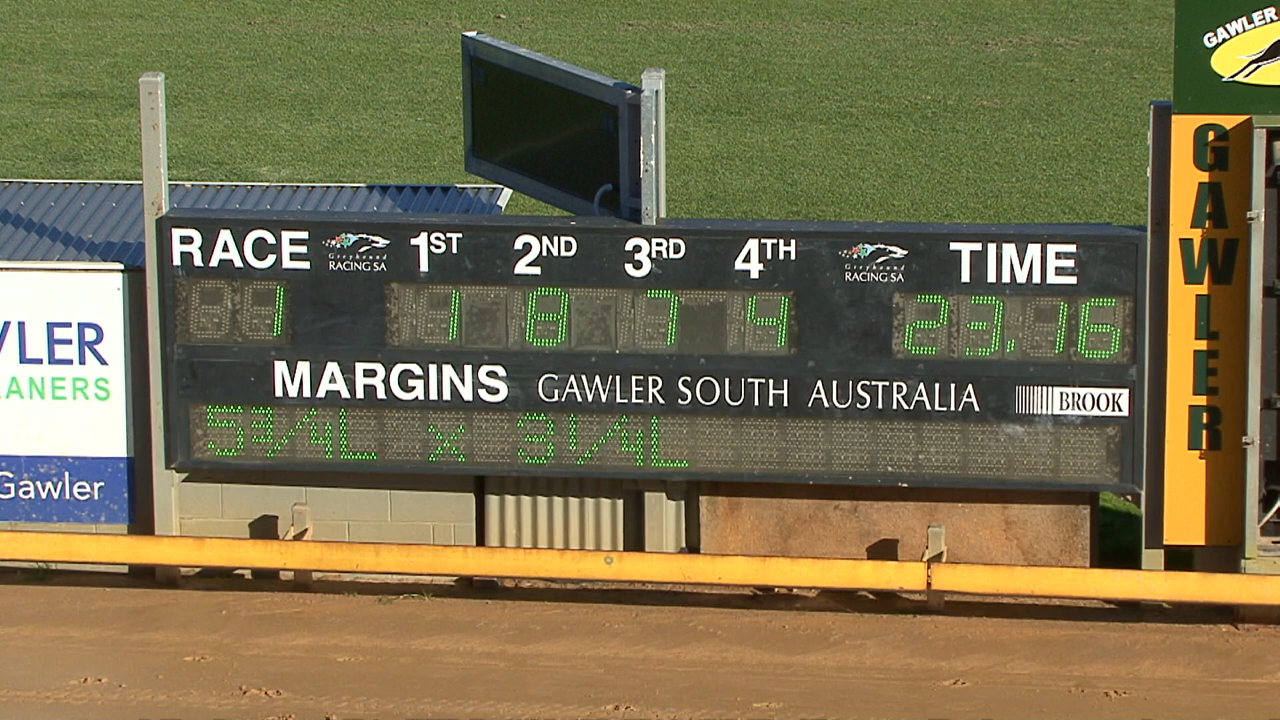 GAWLER
GAWLER
RACE Greyhound RACING SA 1ST 2ND 3RD 4TH Greyhound RACING SA TIME
1 1 8 7 4 23.16
MARGINS GAWLER SOUTH AUSTRALIA BROOK
5 3/4L x 3 1/4L
LER
ANERS
Gawler